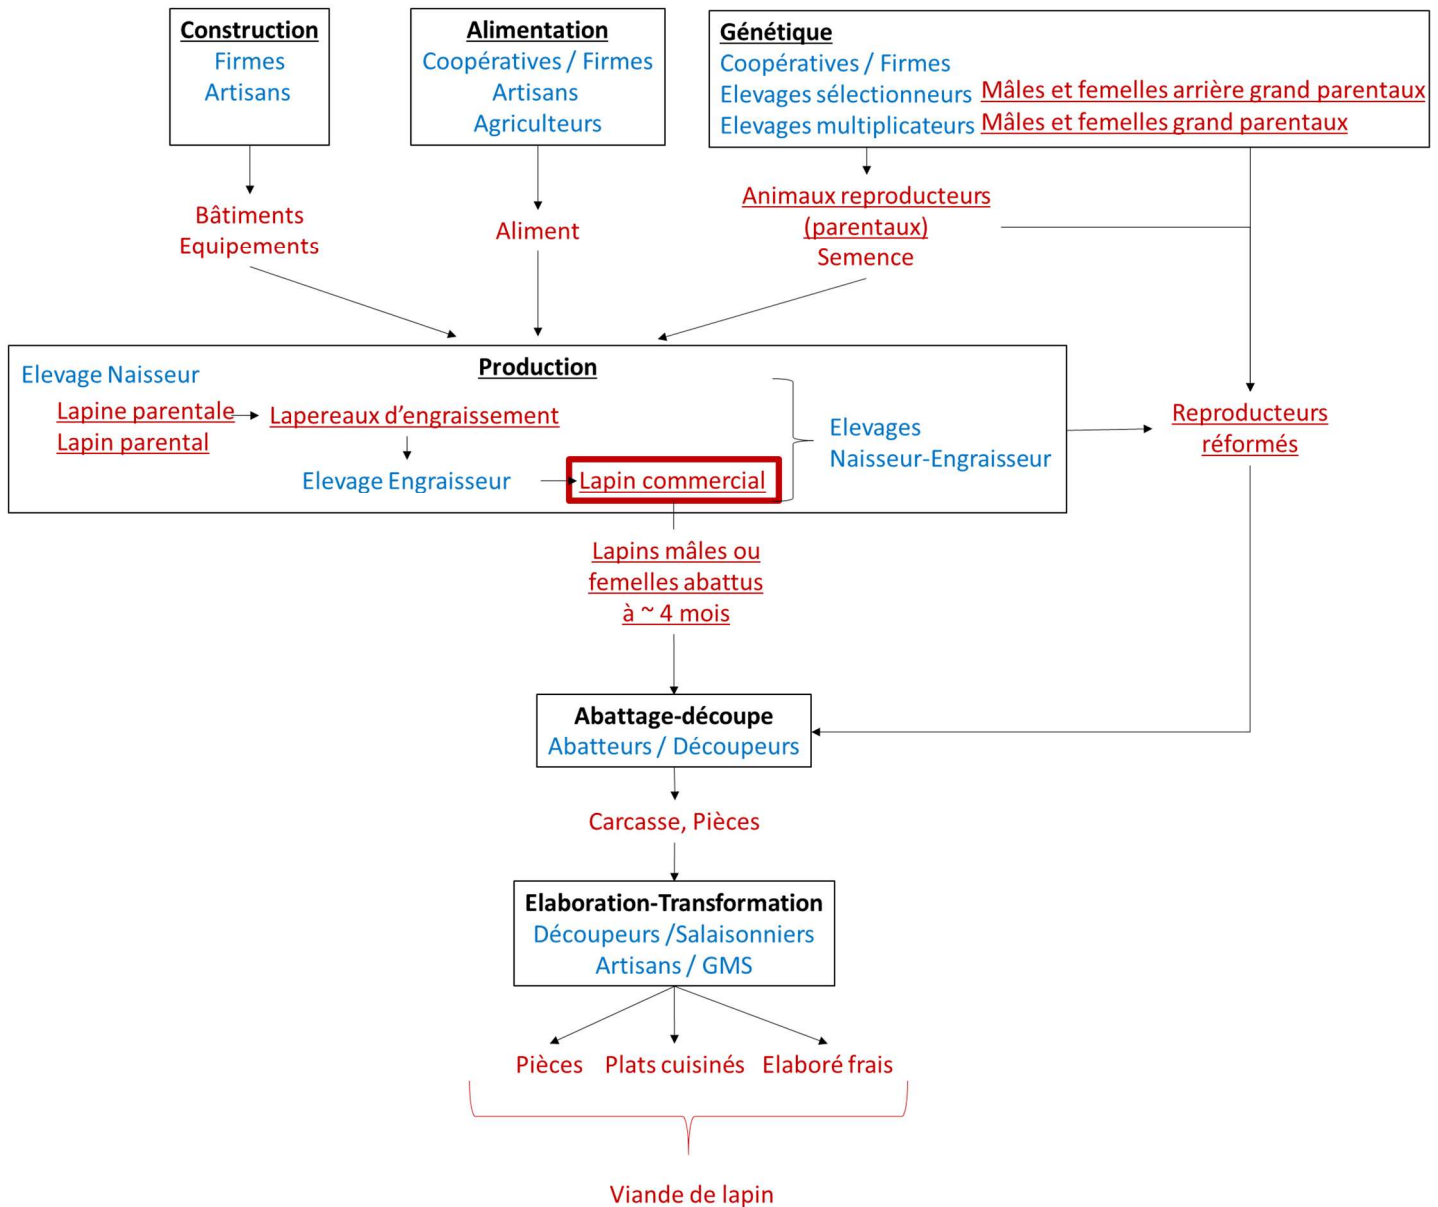 Construction
Firmes
Artisans
Alimentation
Coopératives / Firmes
Artisans
Agriculteurs
Génétique
Coopératives / Firmes
Elevages sélectionneurs Mâles et femelles arrière grand parentaux
Elevages multiplicateurs Mâles et femelles grand parentaux
Bâtiments
Equipements
Aliment
Animaux reproducteurs
(parentaux)
Semence
Production
Elevage Naisseur
Lapine parentale
Lapin parental
Lapereaux d'engraissement
Elevage Engraisseur
Lapin commercial
Elevages
Naisseur-Engraisseur
Reproducteurs
réformés
Lapins mâles ou
femelles abattus
à ~ 4 mois
Abattage-découpe
Abatteurs / Découpeurs
Carcasse, Pièces
Elaboration-Transformation
Découpeurs /Salaisonniers
Artisans / GMS
Pièces
Plats cuisinés
Elaboré frais
Viande de lapin